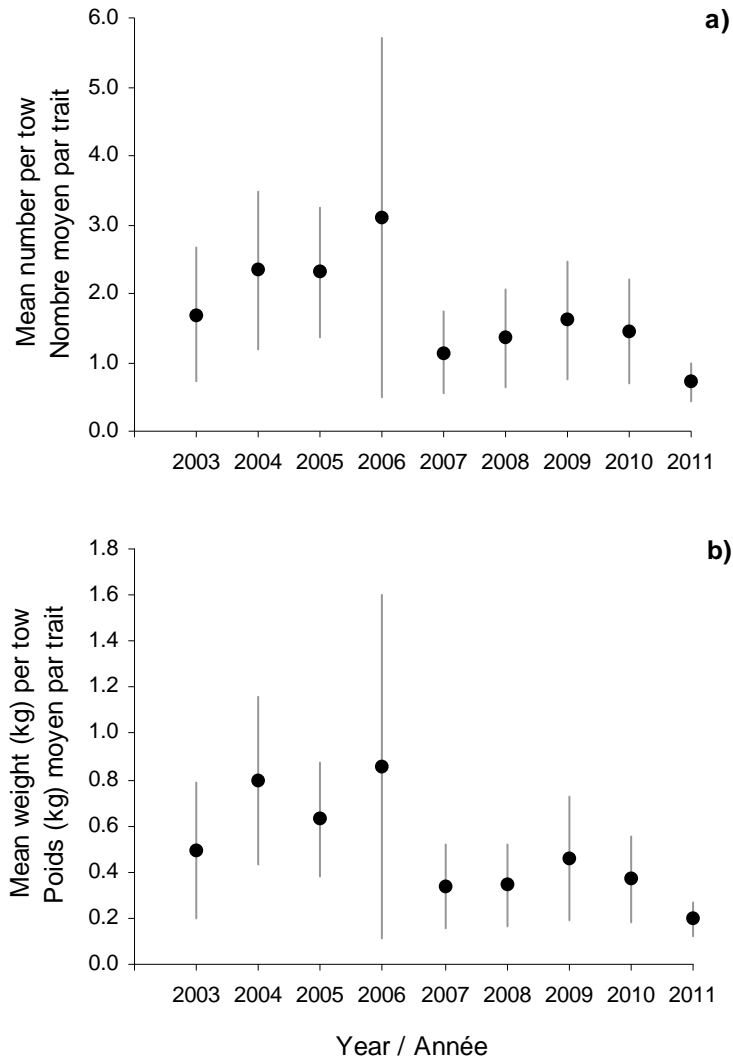 a)
Mean number per tow
Nombre moyen par trait
6.0
5.0
4.0
3.0
2.0
1.0
0.0
2003 2004 2005 2006 2007 2008 2009 2010 2011
b)
Mean weight (kg) per tow
Poids (kg) moyen par trait
1.8
1.6
1.4
1.2
1.0
0.8
0.6
0.4
0.2
0.0
2003 2004 2005 2006 2007 2008 2009 2010 2011
Year / Année